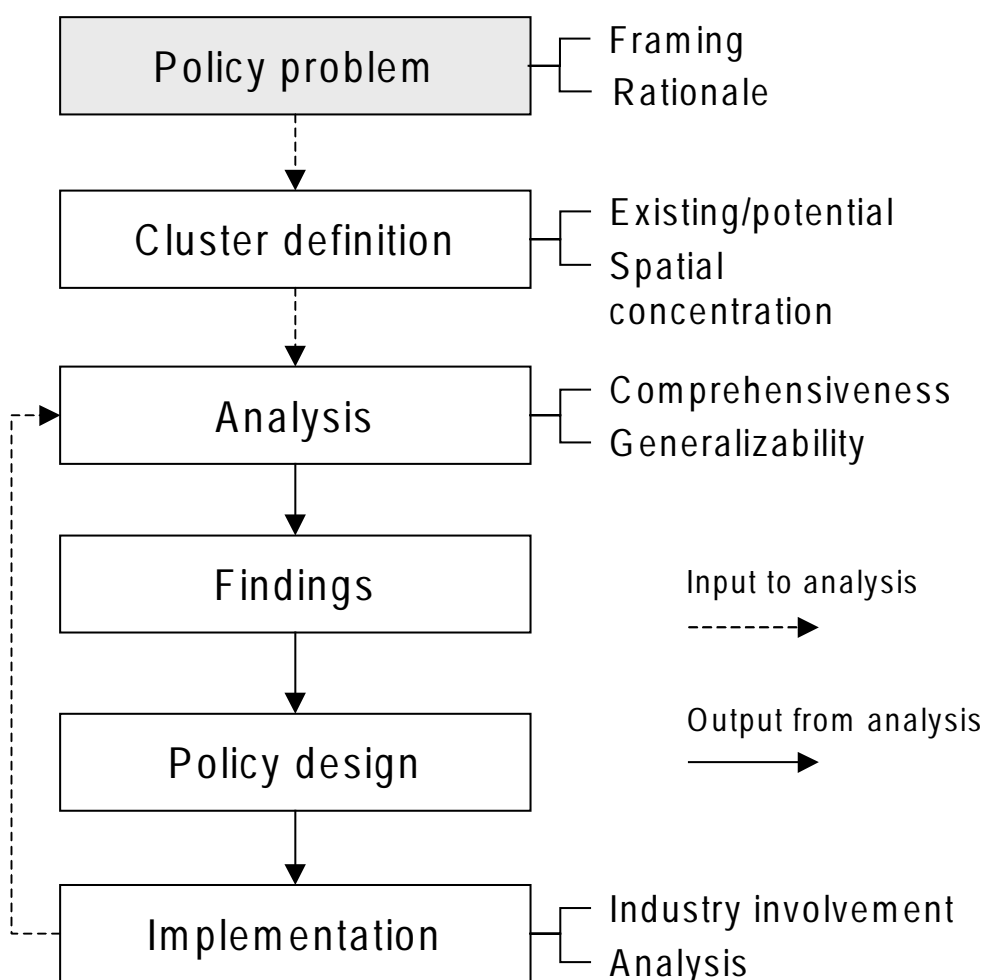 Policy problem
Framing
Rationale
Cluster definition
Existing/potential
Spatial
concentration
Analysis
Comprehensiveness
Generalizability
Findings
Input to analysis
Policy design
Output from analysis
Implementation
Industry involvement
Analysis